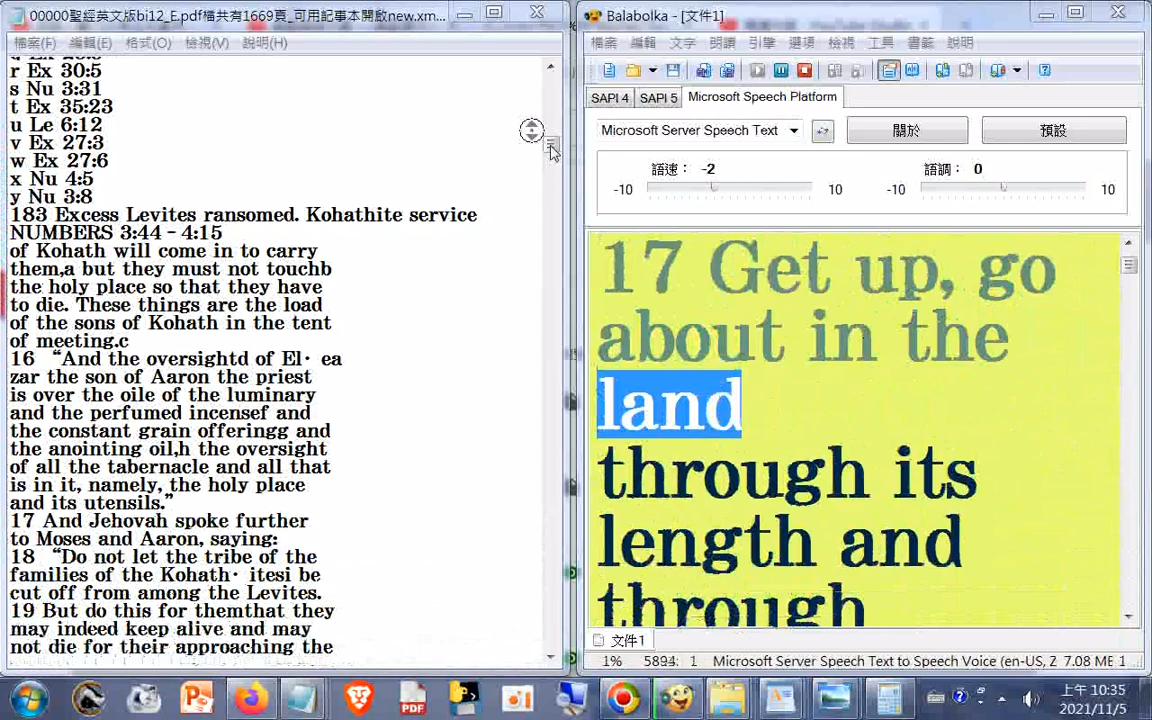 00000聖經英文版bi12_E.pdf檔共有1669頁_可用記事本開啟new.xm...
檔案(F) 編輯(E) 格式(O) 檢視(V) 說明(H)
r Ex 30:5
s Nu 3:31
t Ex 35:23
u Le 6:12
v Ex 27:3
w Ex 27:6
x Nu 4:5
y Nu 3:8
183 Excess Levites ransomed. Kohathite service
NUMBERS 3:44 - 4:15
of Kohath will come in to carry
them,a but they must not touchb
the holy place so that they have
to die. These things are the load
of the sons of Kohath in the tent
of meeting.c
16 “And the oversightd of El· ea
zar the son of Aaron the priest
is over the oile of the luminary
and the perfumed incensef and
the constant grain offeringg and
the anointing oil,h the oversight
of all the tabernacle and all that
is in it, namely, the holy place
and its utensils.”
17 And Jehovah spoke further
to Moses and Aaron, saying:
18 “Do not let the tribe of the
families of the Kohath· itesi be
cut off from among the Levites.
19 But do this for themthat they
may indeed keep alive and may
not die for their approaching the
Balabolka - [文件1]
檔案 編輯 文字 朗讀 引擎 選項 檢視 工具 書籤 說明
SAPI 4 SAPI 5 Microsoft Speech Platform
Microsoft Server Speech Text 關於 預設
語速： -2 語調： 0
-10 10 -10 10
17 Get up, go
about in the
land
through its
length and
through
文件1
1% 5894: 1 Microsoft Server Speech Text to Speech Voice (en-US, Z 7.08 ME 1
PDF
上午 10:35
2021/11/5